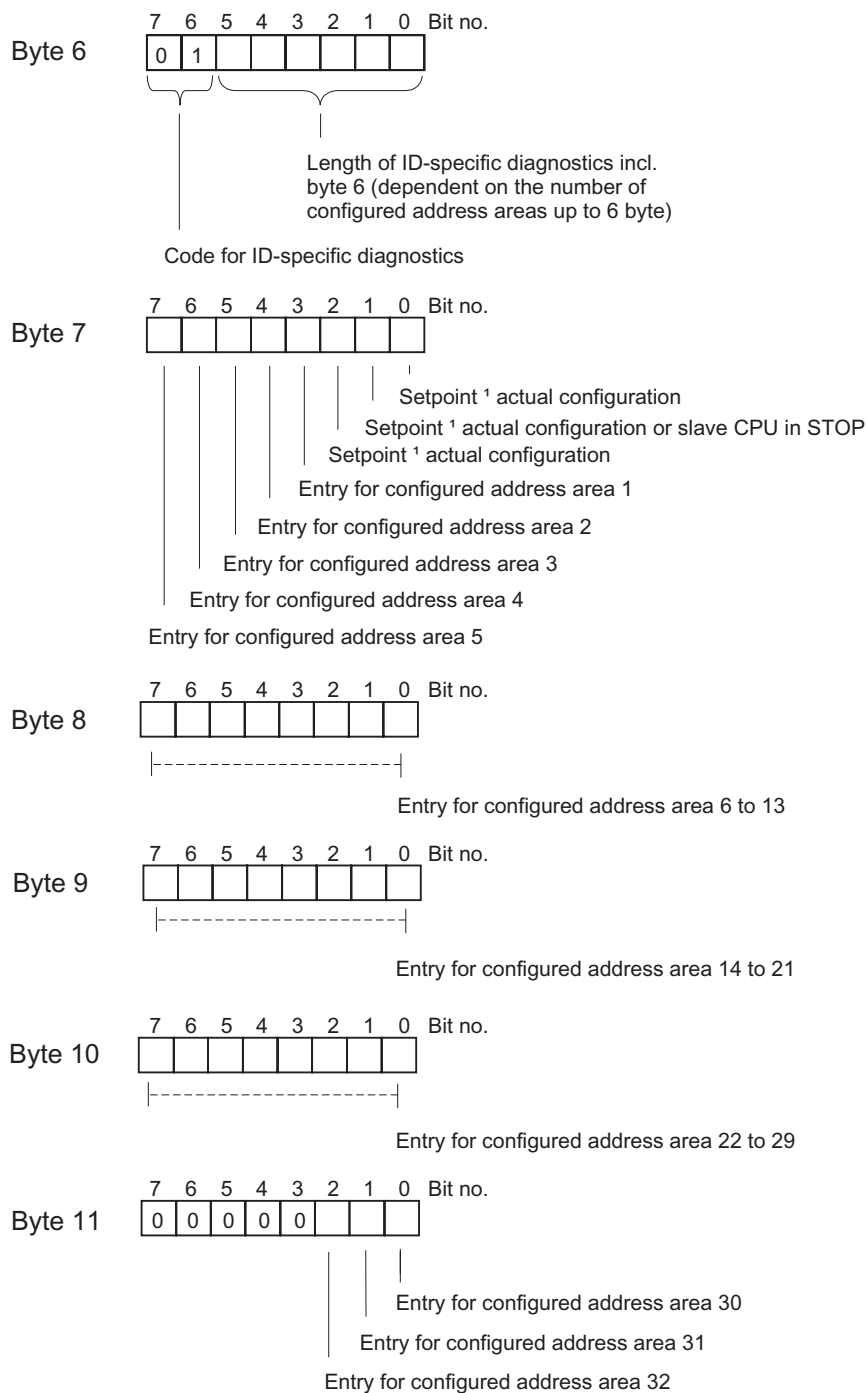 7 6 5 4 3 2 1 0 Bit no.
Byte 6
0 1
Length of ID-specific diagnostics incl.
byte 6 (dependent on the number of
configured address areas up to 6 byte)
Code for ID-specific diagnostics
7 6 5 4 3 2 1 0 Bit no.
Byte 7
Setpoint ¹ actual configuration
Setpoint ¹ actual configuration or slave CPU in STOP
Setpoint ¹ actual configuration
Entry for configured address area 1
Entry for configured address area 2
Entry for configured address area 3
Entry for configured address area 4
Entry for configured address area 5
7 6 5 4 3 2 1 0 Bit no.
Byte 8
Entry for configured address area 6 to 13
7 6 5 4 3 2 1 0 Bit no.
Byte 9
Entry for configured address area 14 to 21
7 6 5 4 3 2 1 0 Bit no.
Byte 10
Entry for configured address area 22 to 29
7 6 5 4 3 2 1 0 Bit no.
Byte 11
0 0 0 0 0
Entry for configured address area 30
Entry for configured address area 31
Entry for configured address area 32